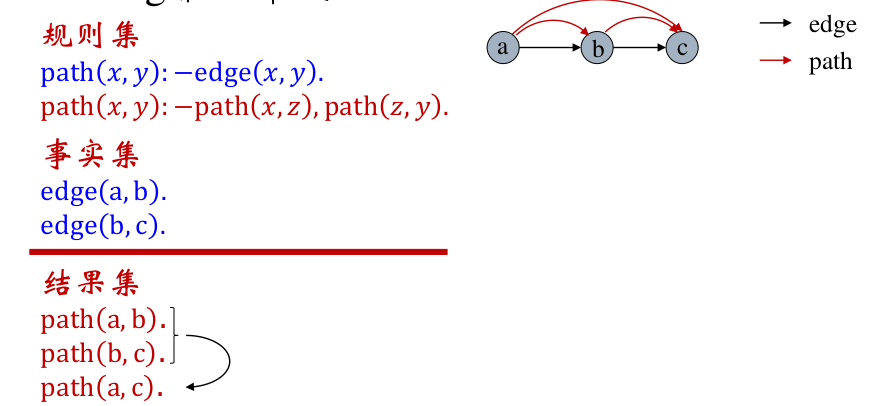 规则集
path(x, y):−edge(x, y).
path(x, y):−path(x, z), path(z, y).
事实集
edge(a, b).
edge(b, c).
结果集
path(a, b).
path(b, c).
path(a, c).
a
b
c
edge
path